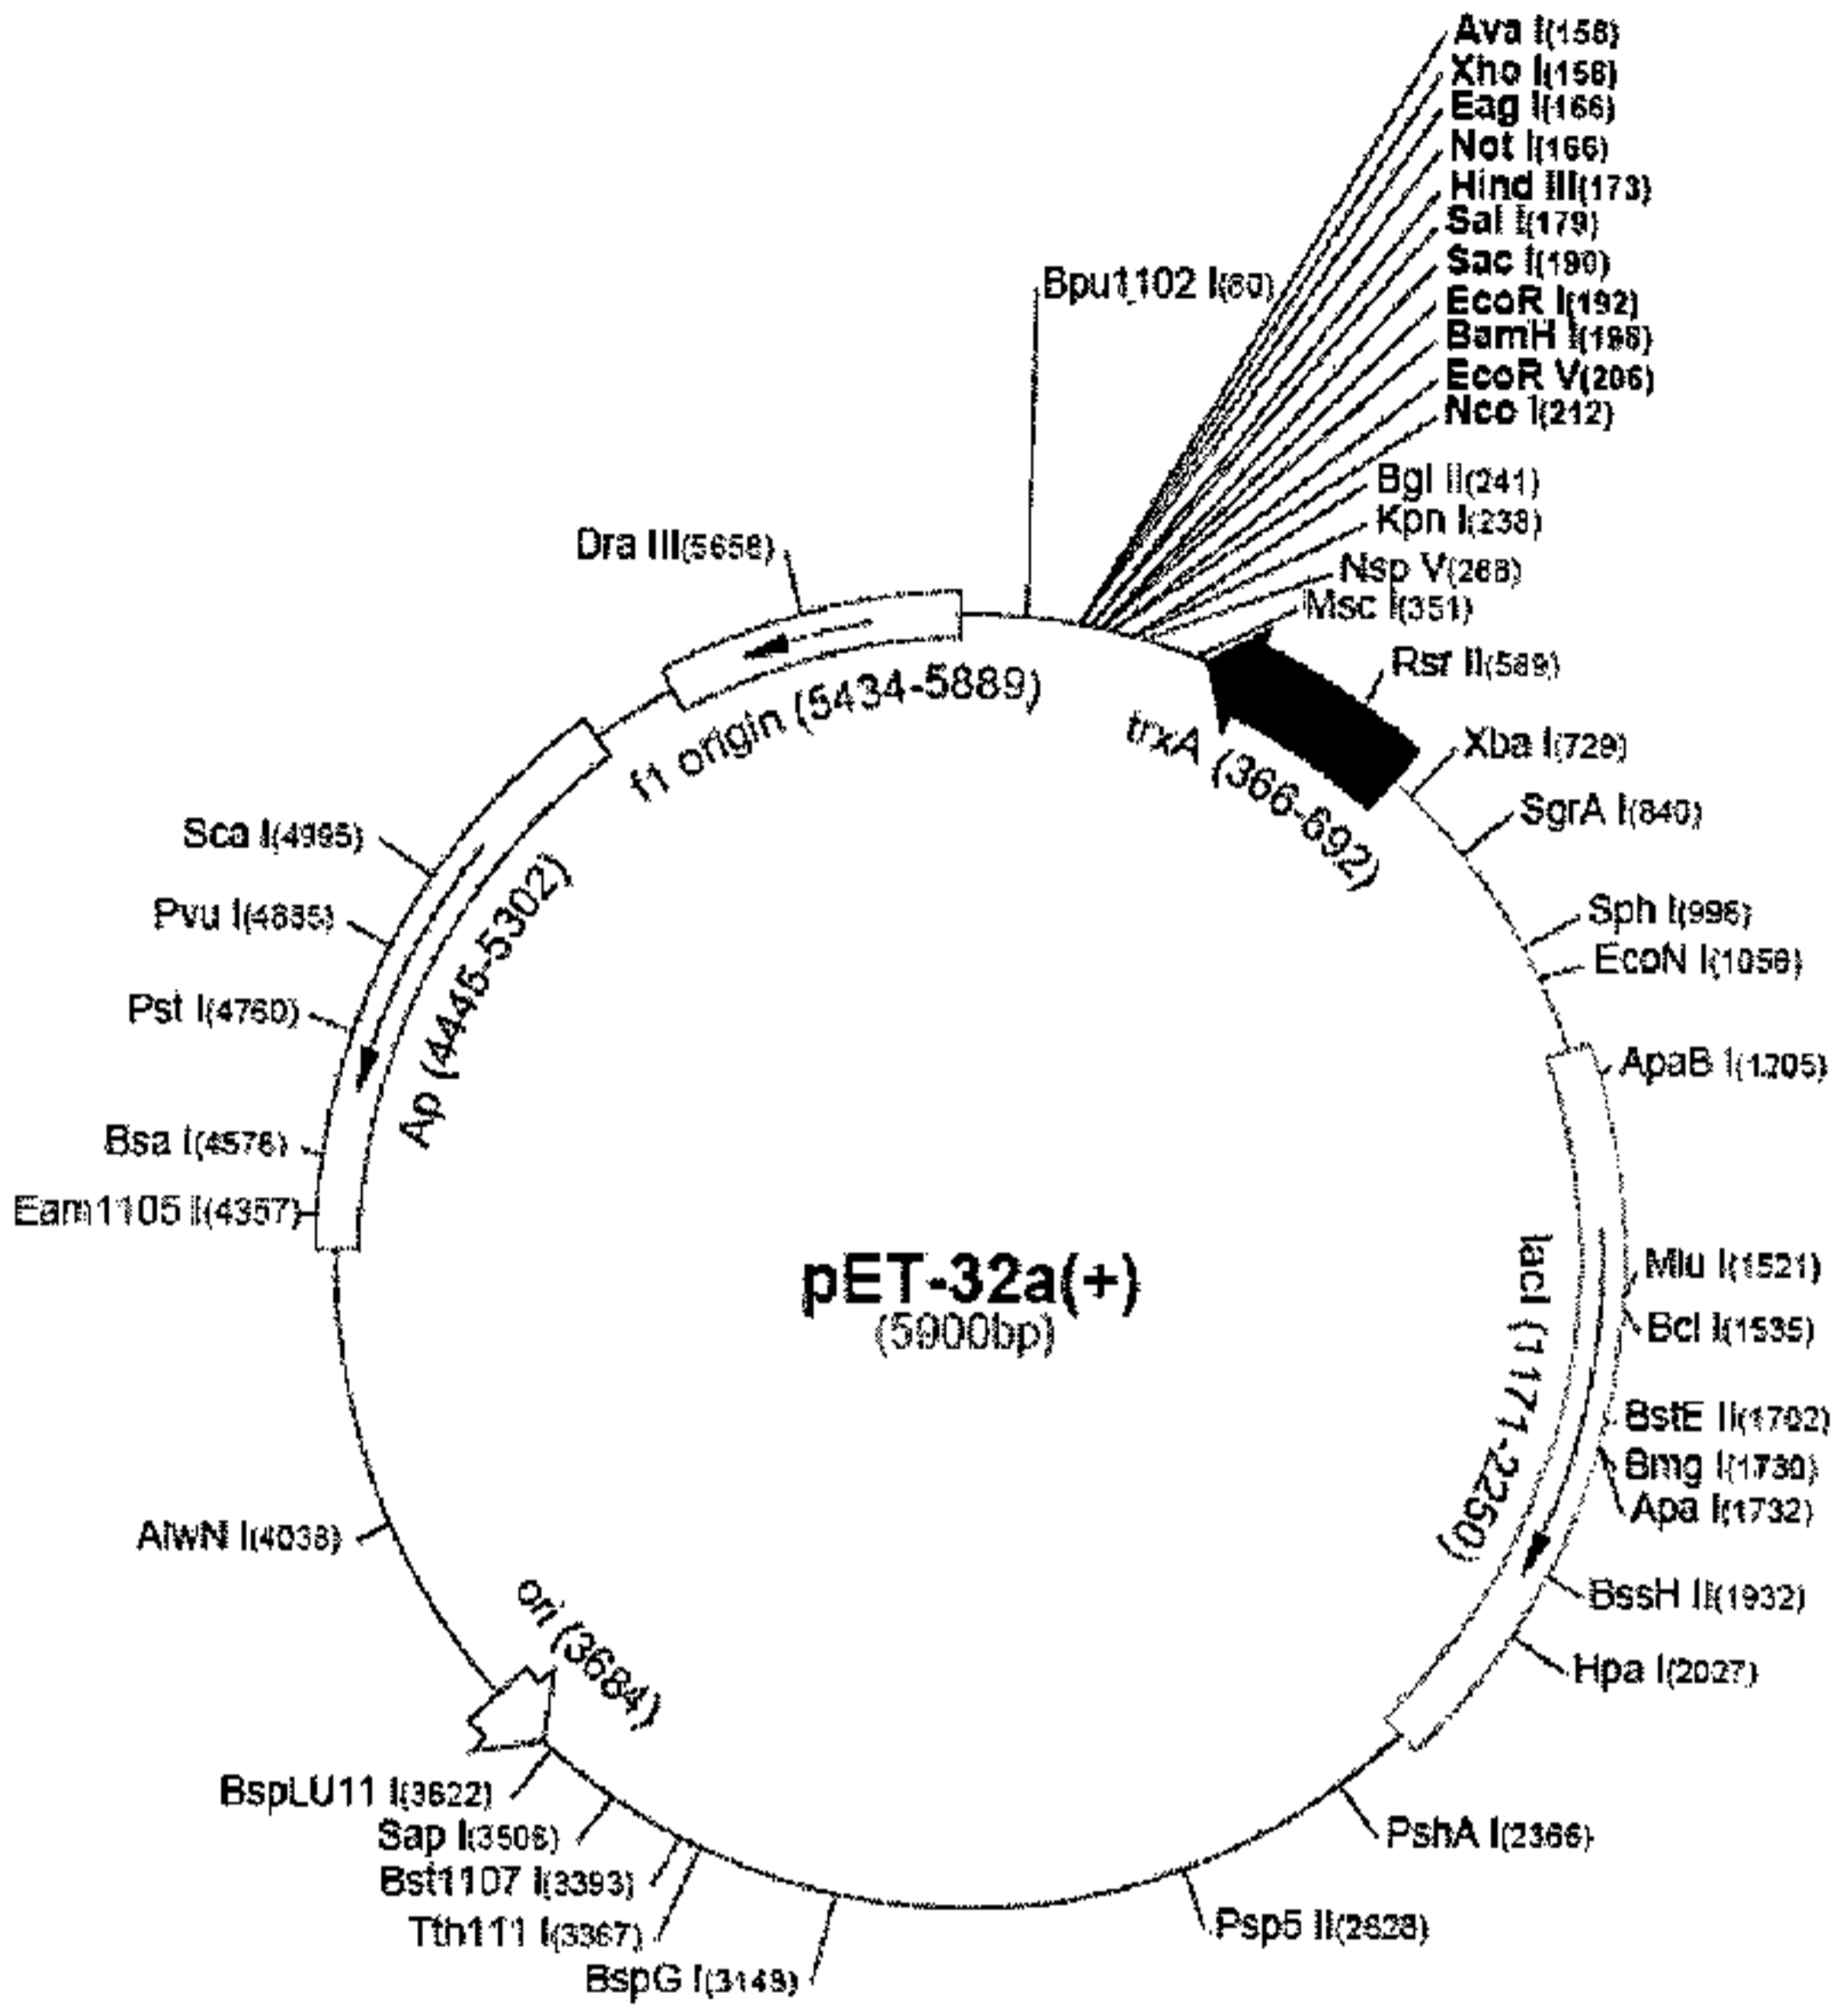 Ava I(158)
Xho I(158)
Eag I(166)
Not I(166)
Hind III(173)
Sal I(179)
Sac I(190)
EcoR I(192)
BamH I(198)
EcoR V(206)
Nco I(212)
Bpu1102 I(80)
Bgl II(241)
Kpn I(238)
Nsp V(268)
Msc I(351)
Rsr II(589)
Xba I(729)
SgrA I(840)
Sph I(998)
EcoN I(1058)
ApaB I(1205)
Mlu I(1521)
Bcl I(1535)
BstE II(1702)
Bmg I(1730)
Apa I(1732)
BssH II(1932)
Hpa I(2027)
PshA I(2366)
Psp5 II(2628)
BspG I(3148)
Tth111 I(3367)
Bst1107 I(3393)
Sap I(3506)
BspLU11 I(3622)
AlwN I(4038)
Eam1105 I(4357)
Bsa I(4576)
Pst I(4760)
Pvu I(4885)
Sca I(4995)
Dra III(5658)
f1 origin (5434-5889)
trxA (366-692)
Ap (4445-5302)
lacI (1171-2250)
ori (3684)
pET-32a(+)
(5900bp)